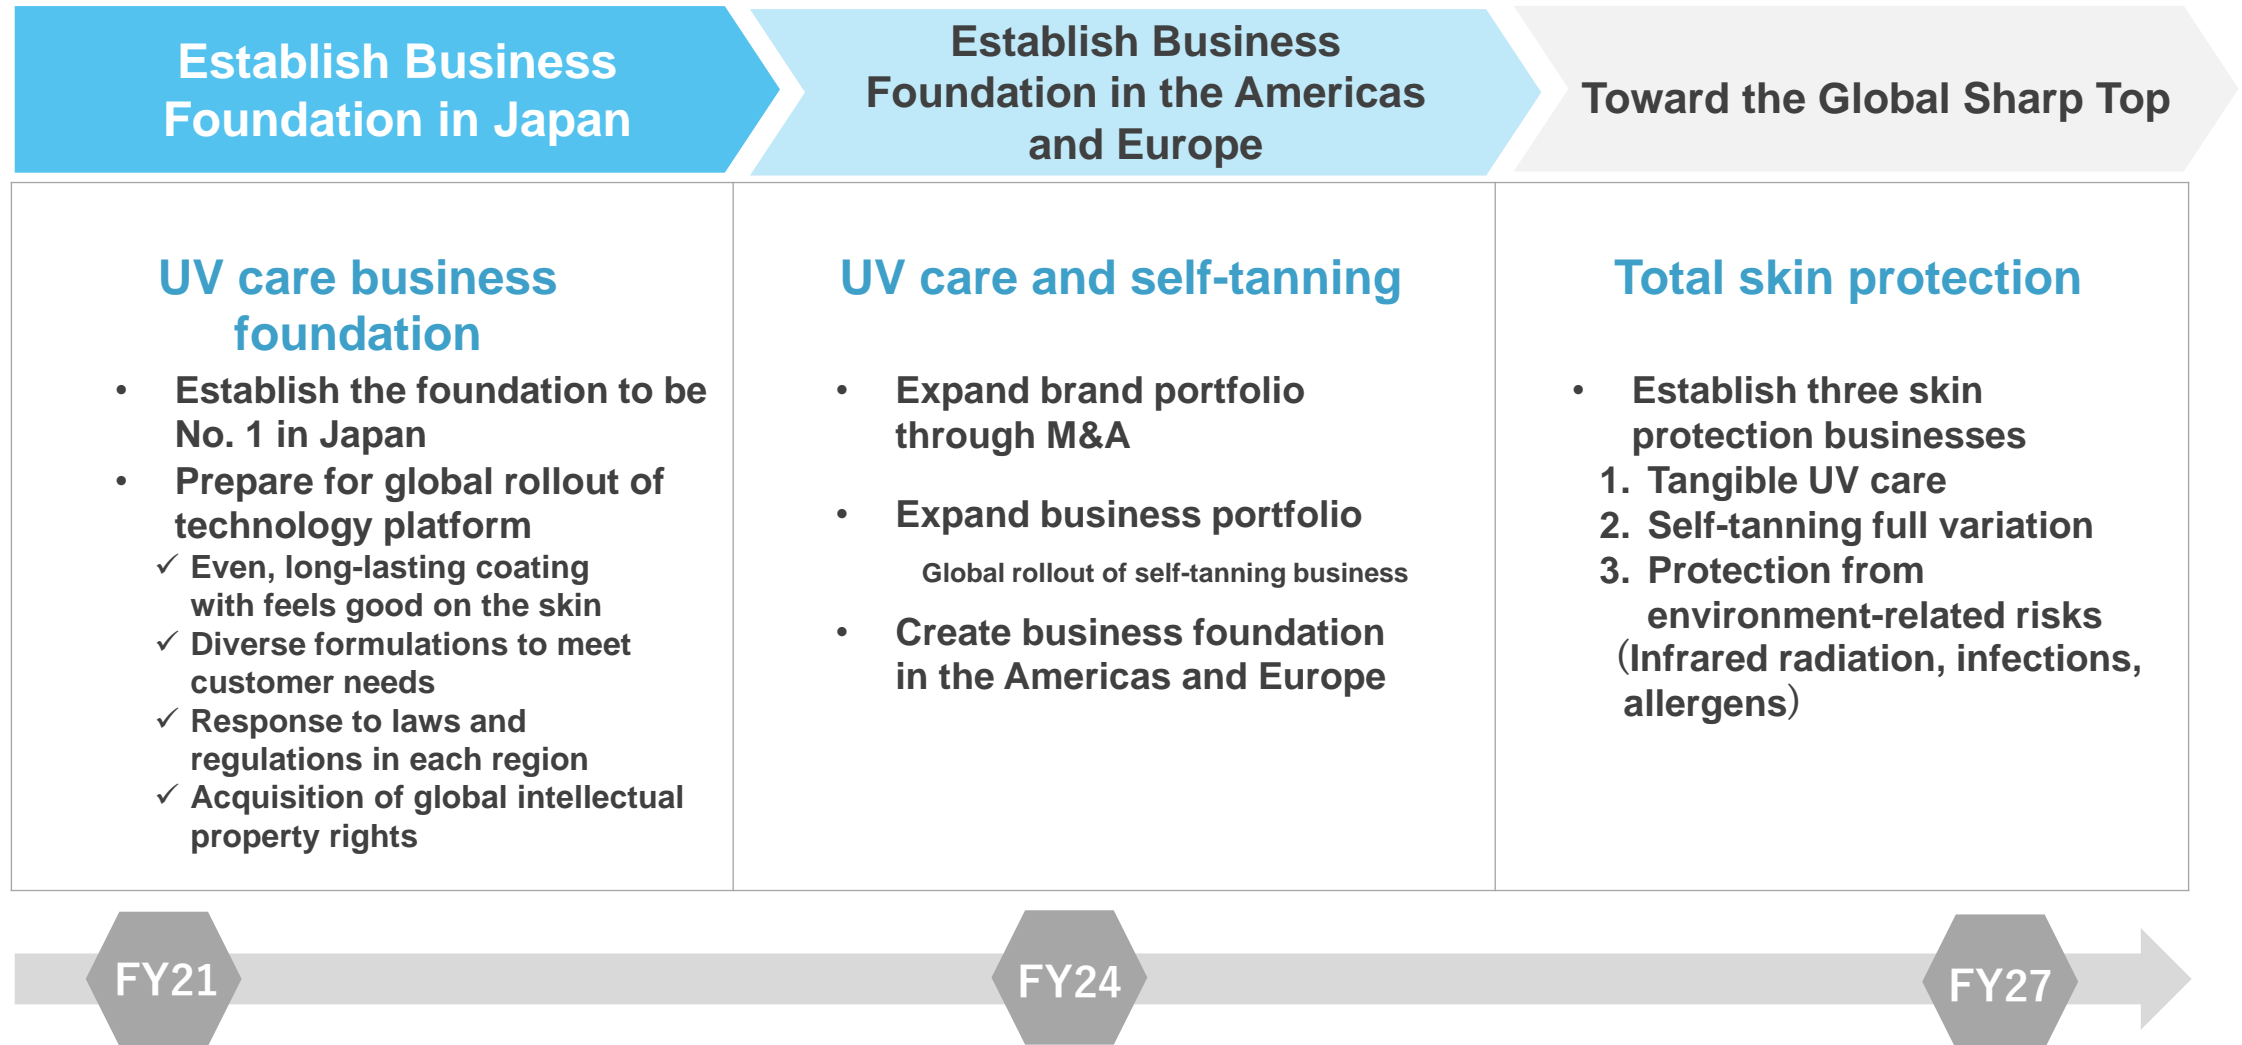 Establish Business
Foundation in Japan
Establish Business
Foundation in the Americas
and Europe
Toward the Global Sharp Top
UV care business
foundation
• Establish the foundation to be
No. 1 in Japan
• Prepare for global rollout of
technology platform
✓ Even, long-lasting coating
with feels good on the skin
✓ Diverse formulations to meet
customer needs
✓ Response to laws and
regulations in each region
✓ Acquisition of global intellectual
property rights
UV care and self-tanning
• Expand brand portfolio
through M&A
• Expand business portfolio
Global rollout of self-tanning business
• Create business foundation
in the Americas and Europe
Total skin protection
• Establish three skin
protection businesses
1. Tangible UV care
2. Self-tanning full variation
3. Protection from
environment-related risks
（Infrared radiation, infections,
allergens）
FY21
FY24
FY27